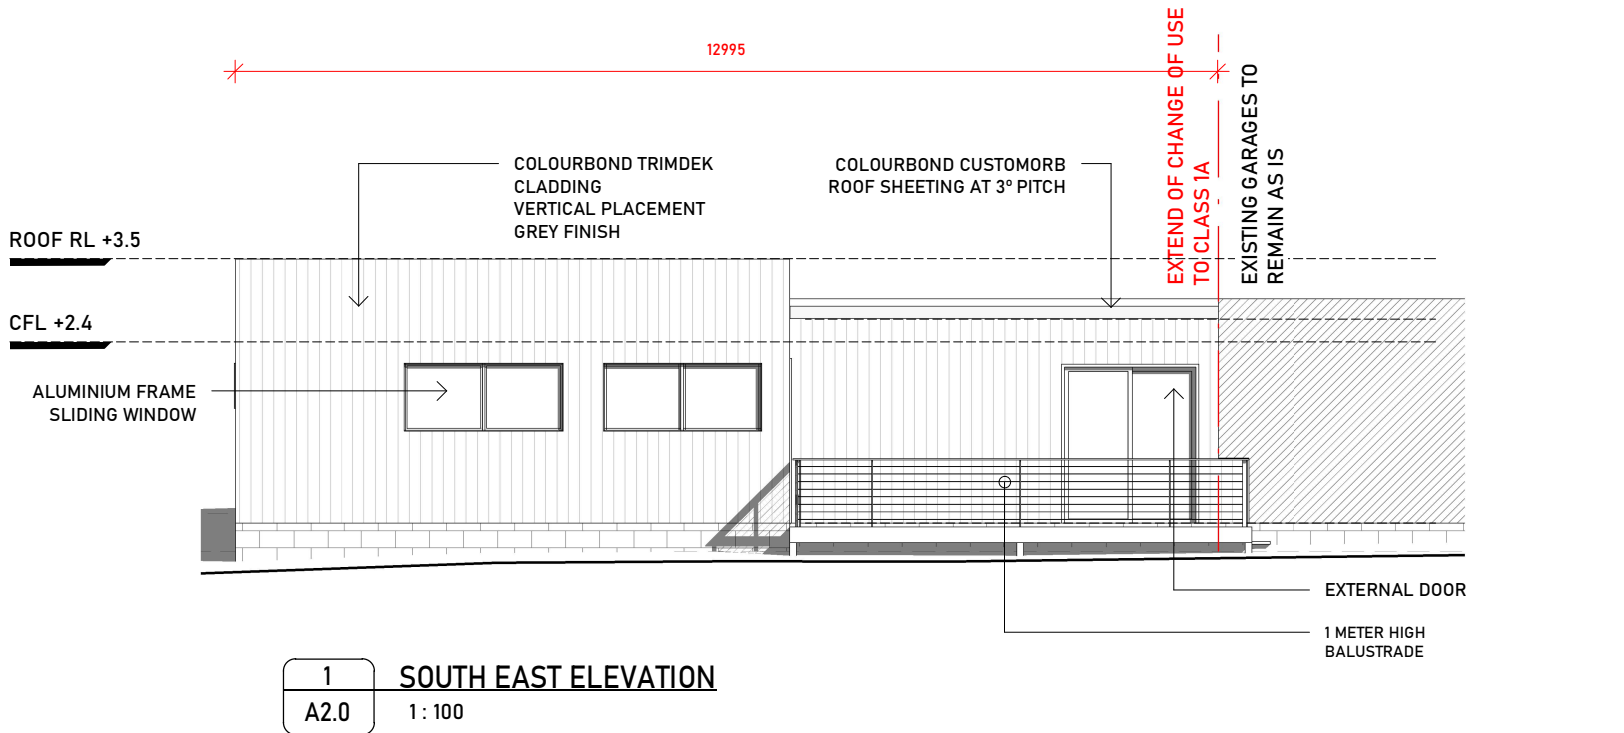 12995
EXTEND OF CHANGE OF USE
TO CLASS 1A
EXISTING GARAGES TO
REMAIN AS IS
COLOURBOND TRIMDEK
CLADDING
VERTICAL PLACEMENT
GREY FINISH
COLOURBOND CUSTOMORB
ROOF SHEETING AT 3º PITCH
ROOF RL +3.5
CFL +2.4
ALUMINIUM FRAME
SLIDING WINDOW
EXTERNAL DOOR
1 METER HIGH
BALUSTRADE
1
SOUTH EAST ELEVATION
A2.0
1 : 100